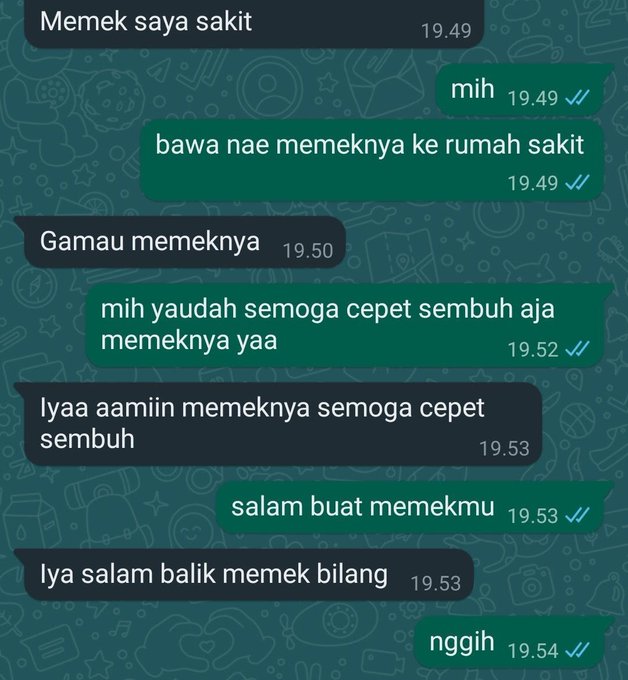 Memek saya sakit
19.49
mih 19.49
bawa nae memeknya ke rumah sakit
19.49
Gamau memeknya 19.50
mih yaudah semoga cepet sembuh aja
memeknya yaa 19.52
Iyaa aamiin memeknya semoga cepet
sembuh 19.53
salam buat memekmu 19.53
Iya salam balik memek bilang 19.53
nggih 19.54